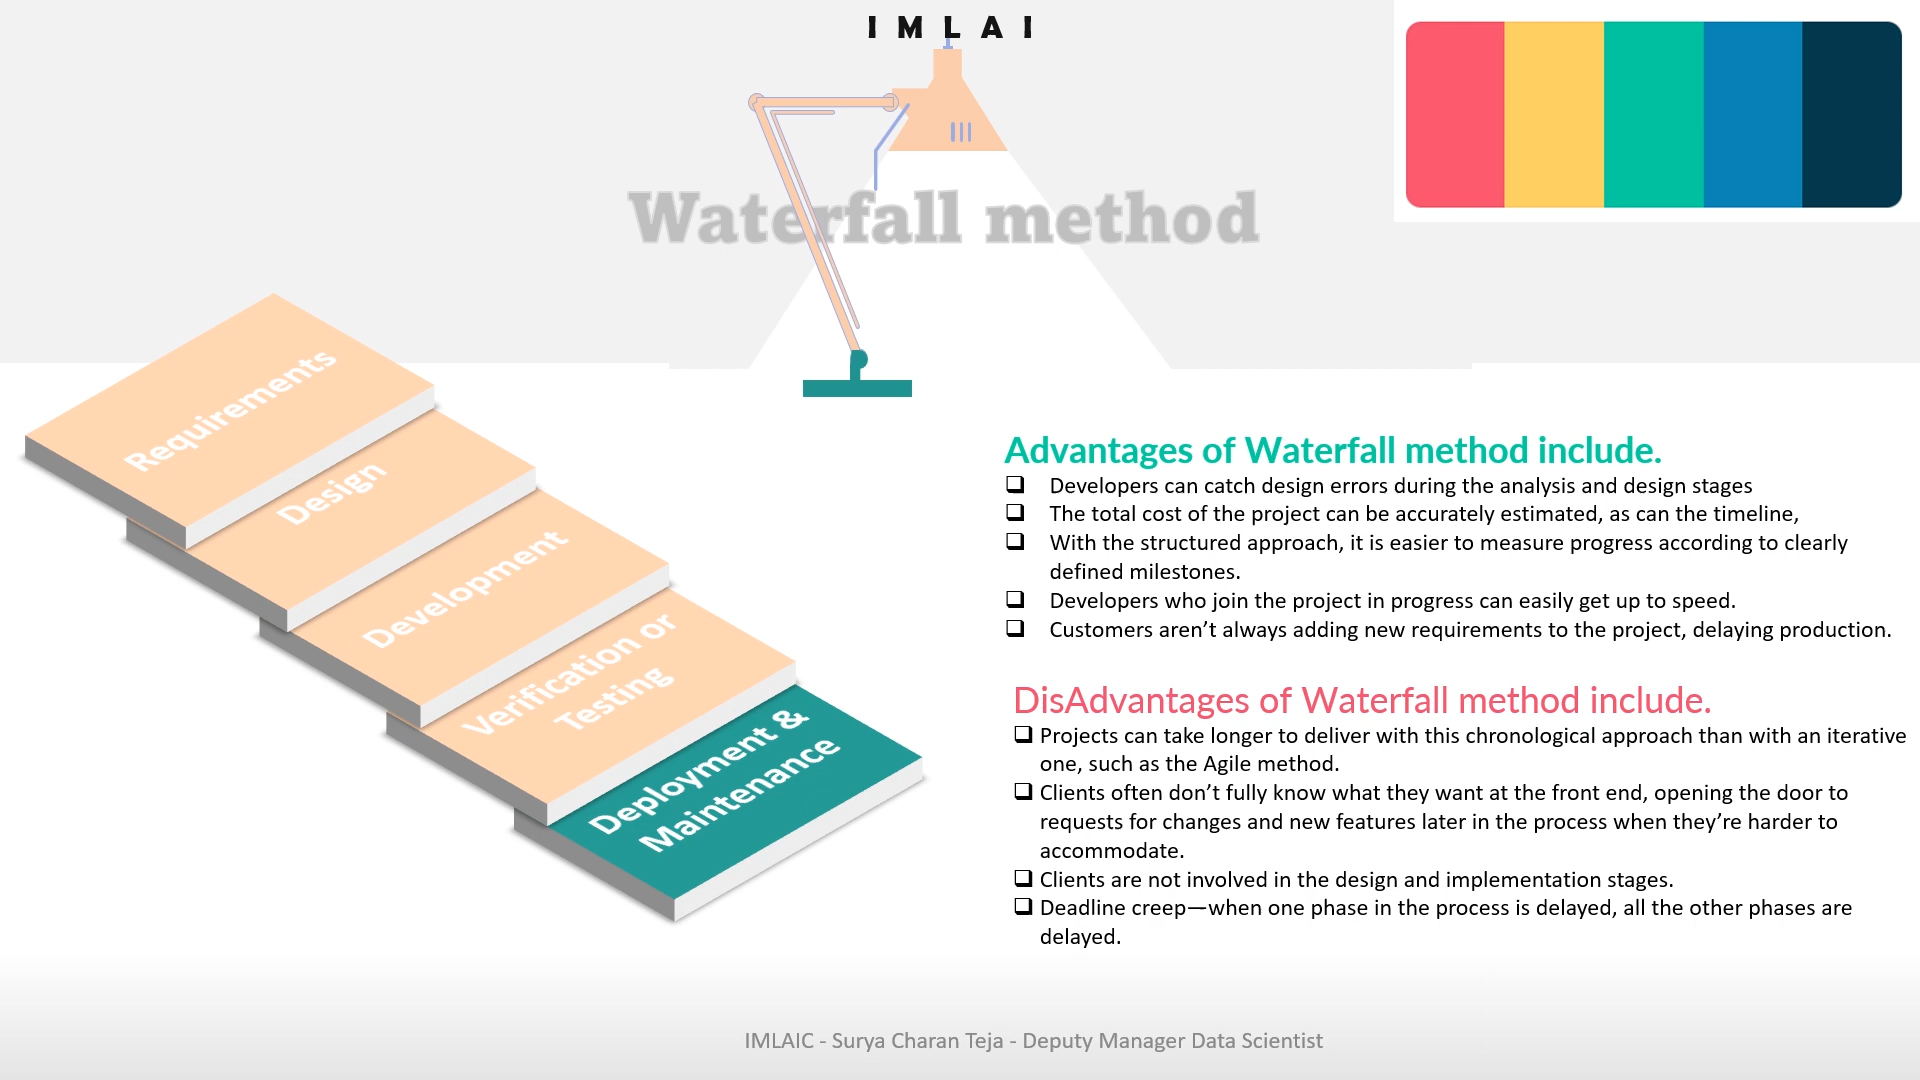 IMLAI
Waterfall method
Requirements
Design
Development
Verification or
Testing
Deployment &
Maintenance
Advantages of Waterfall method include.
❑ Developers can catch design errors during the analysis and design stages
❑ The total cost of the project can be accurately estimated, as can the timeline,
❑ With the structured approach, it is easier to measure progress according to clearly
defined milestones.
❑ Developers who join the project in progress can easily get up to speed.
❑ Customers aren’t always adding new requirements to the project, delaying production.
DisAdvantages of Waterfall method include.
❑ Projects can take longer to deliver with this chronological approach than with an iterative
one, such as the Agile method.
❑ Clients often don’t fully know what they want at the front end, opening the door to
requests for changes and new features later in the process when they’re harder to
accommodate.
❑ Clients are not involved in the design and implementation stages.
❑ Deadline creep—when one phase in the process is delayed, all the other phases are
delayed.
IMLAIC - Surya Charan Teja - Deputy Manager Data Scientist